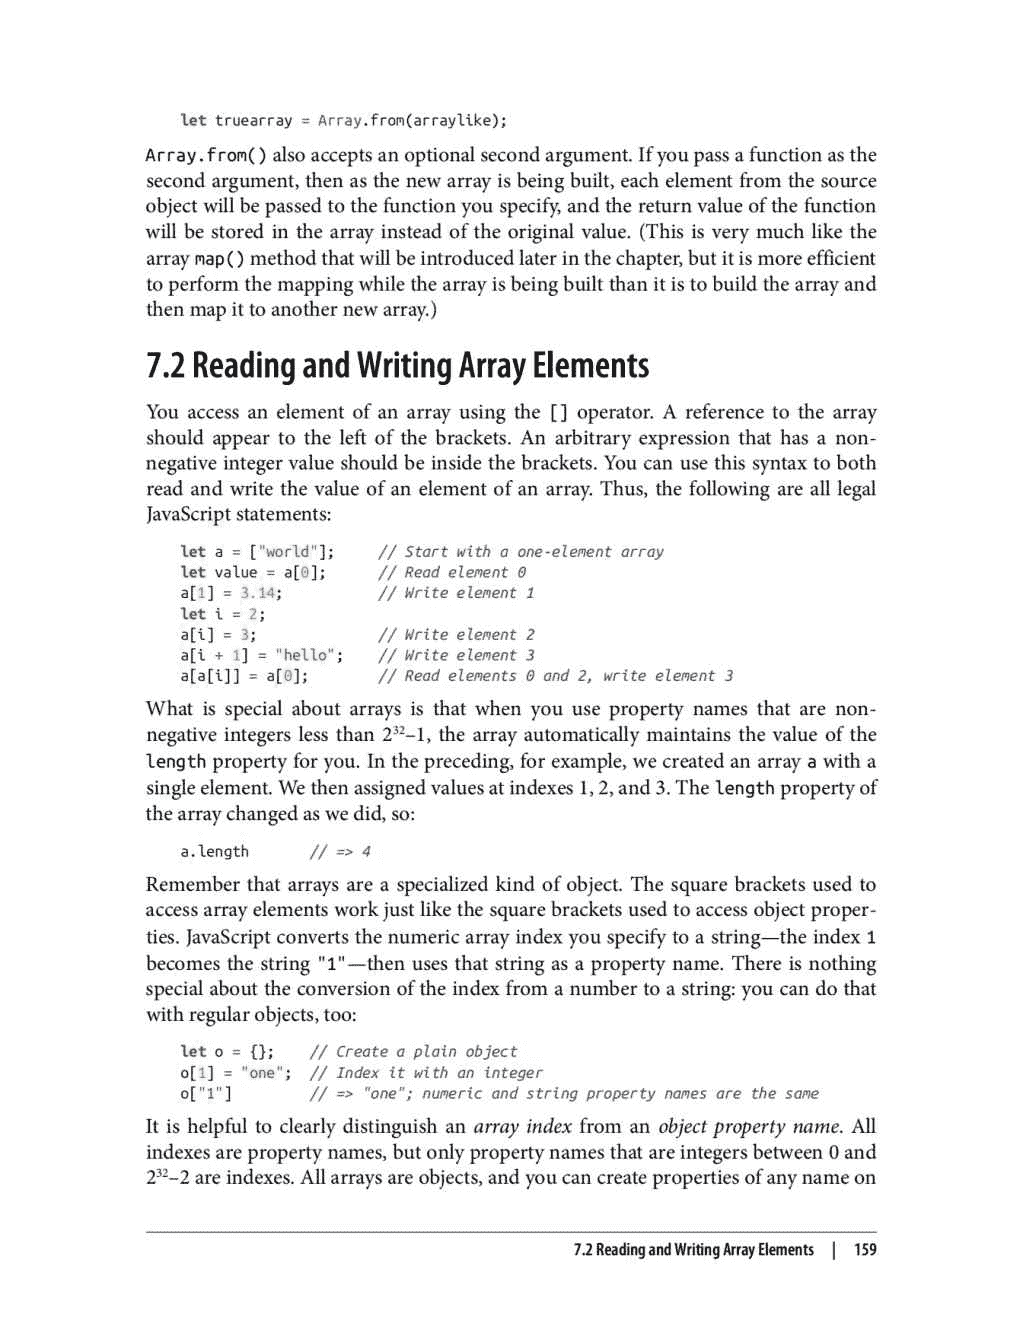 let truearray = Array.from(arraylike);
Array.from() also accepts an optional second argument. If you pass a function as the
second argument, then as the new array is being built, each element from the source
object will be passed to the function you specify, and the return value of the function
will be stored in the array instead of the original value. (This is very much like the
array map() method that will be introduced later in the chapter, but it is more efficient
to perform the mapping while the array is being built than it is to build the array and
then map it to another new array.)
7.2 Reading and Writing Array Elements
You access an element of an array using the [] operator. A reference to the array
should appear to the left of the brackets. An arbitrary expression that has a non-
negative integer value should be inside the brackets. You can use this syntax to both
read and write the value of an element of an array. Thus, the following are all legal
JavaScript statements:
let a = ["world"];     // Start with a one-element array
let value = a[0];      // Read element 0
a[1] = 3.14;           // Write element 1
let i = 2;
a[i] = 3;              // Write element 2
a[i + 1] = "hello";    // Write element 3
a[a[i]] = a[0];        // Read elements 0 and 2, write element 3
What is special about arrays is that when you use property names that are non-
negative integers less than 2³²–1, the array automatically maintains the value of the
length property for you. In the preceding, for example, we created an array a with a
single element. We then assigned values at indexes 1, 2, and 3. The length property of
the array changed as we did, so:
a.length       // => 4
Remember that arrays are a specialized kind of object. The square brackets used to
access array elements work just like the square brackets used to access object proper-
ties. JavaScript converts the numeric array index you specify to a string—the index 1
becomes the string "1"—then uses that string as a property name. There is nothing
special about the conversion of the index from a number to a string: you can do that
with regular objects, too:
let o = {};    // Create a plain object
o[1] = "one";  // Index it with an integer
o["1"]         // => "one"; numeric and string property names are the same
It is helpful to clearly distinguish an array index from an object property name. All
indexes are property names, but only property names that are integers between 0 and
2³²–2 are indexes. All arrays are objects, and you can create properties of any name on
7.2 Reading and Writing Array Elements | 159